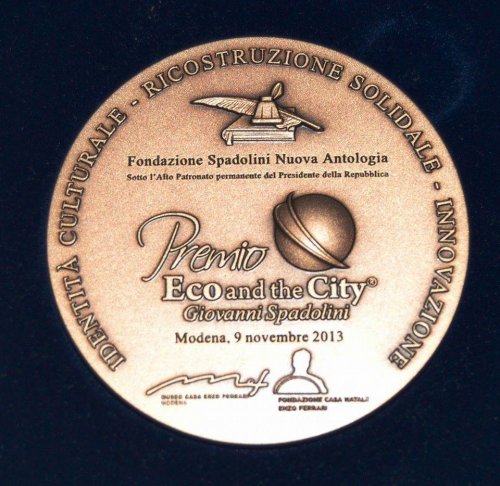 IDENTITÀ CULTURALE - RICOSTRUZIONE SOLIDALE - INNOVAZIONE
Fondazione Spadolini Nuova Antologia
Sotto l'Alto Patronato permanente del Presidente della Repubblica
Premio
Eco and the City®
Giovanni Spadolini
Modena, 9 novembre 2013
mef
MUSEO CASA ENZO FERRARI
MODENA
FONDAZIONE CASA NATALE
ENZO FERRARI